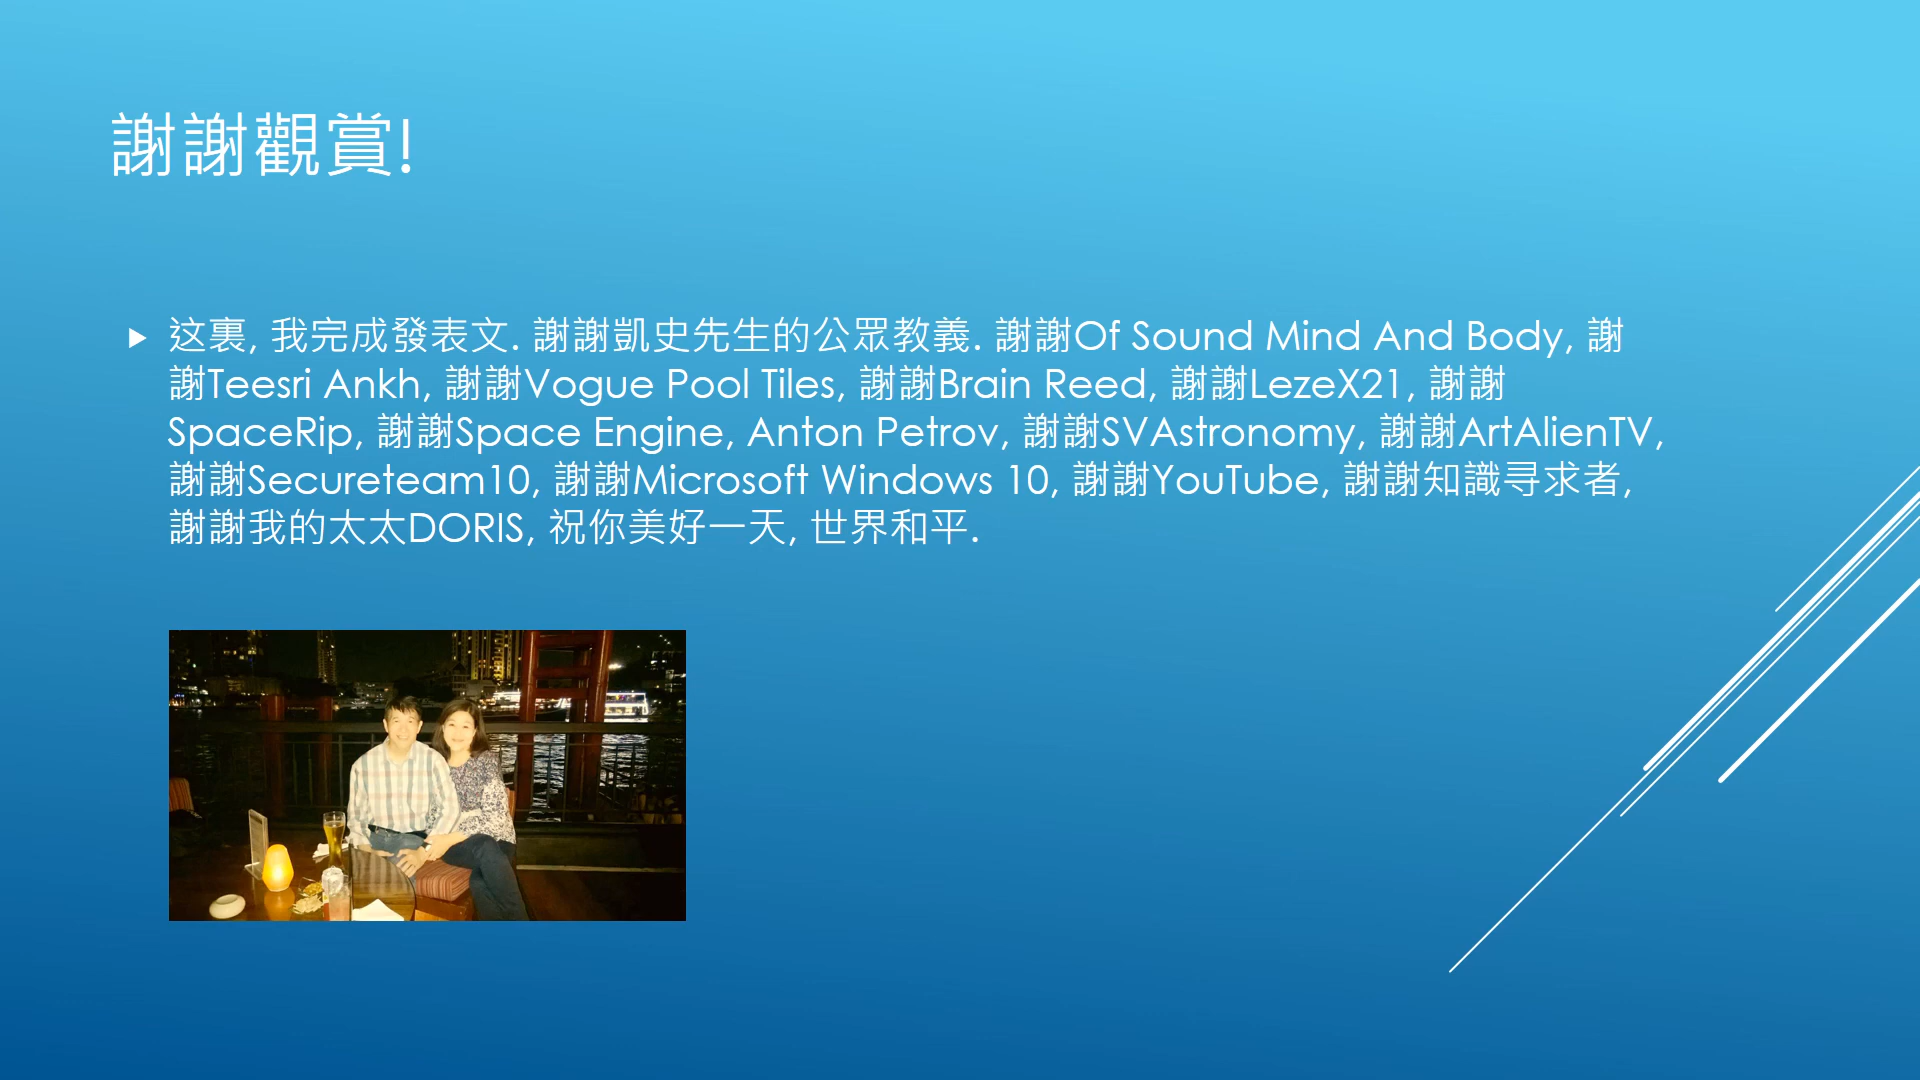 謝謝觀賞!
这裏, 我完成發表文. 謝謝凱史先生的公眾教義. 謝謝Of Sound Mind And Body, 謝
謝Teesri Ankh, 謝謝Vogue Pool Tiles, 謝謝Brain Reed, 謝謝LezeX21, 謝謝
SpaceRip, 謝謝Space Engine, Anton Petrov, 謝謝SVAstronomy, 謝謝ArtAlienTV,
謝謝Secureteam10, 謝謝Microsoft Windows 10, 謝謝YouTube, 謝謝知識寻求者,
謝謝我的太太DORIS, 祝你美好一天, 世界和平.